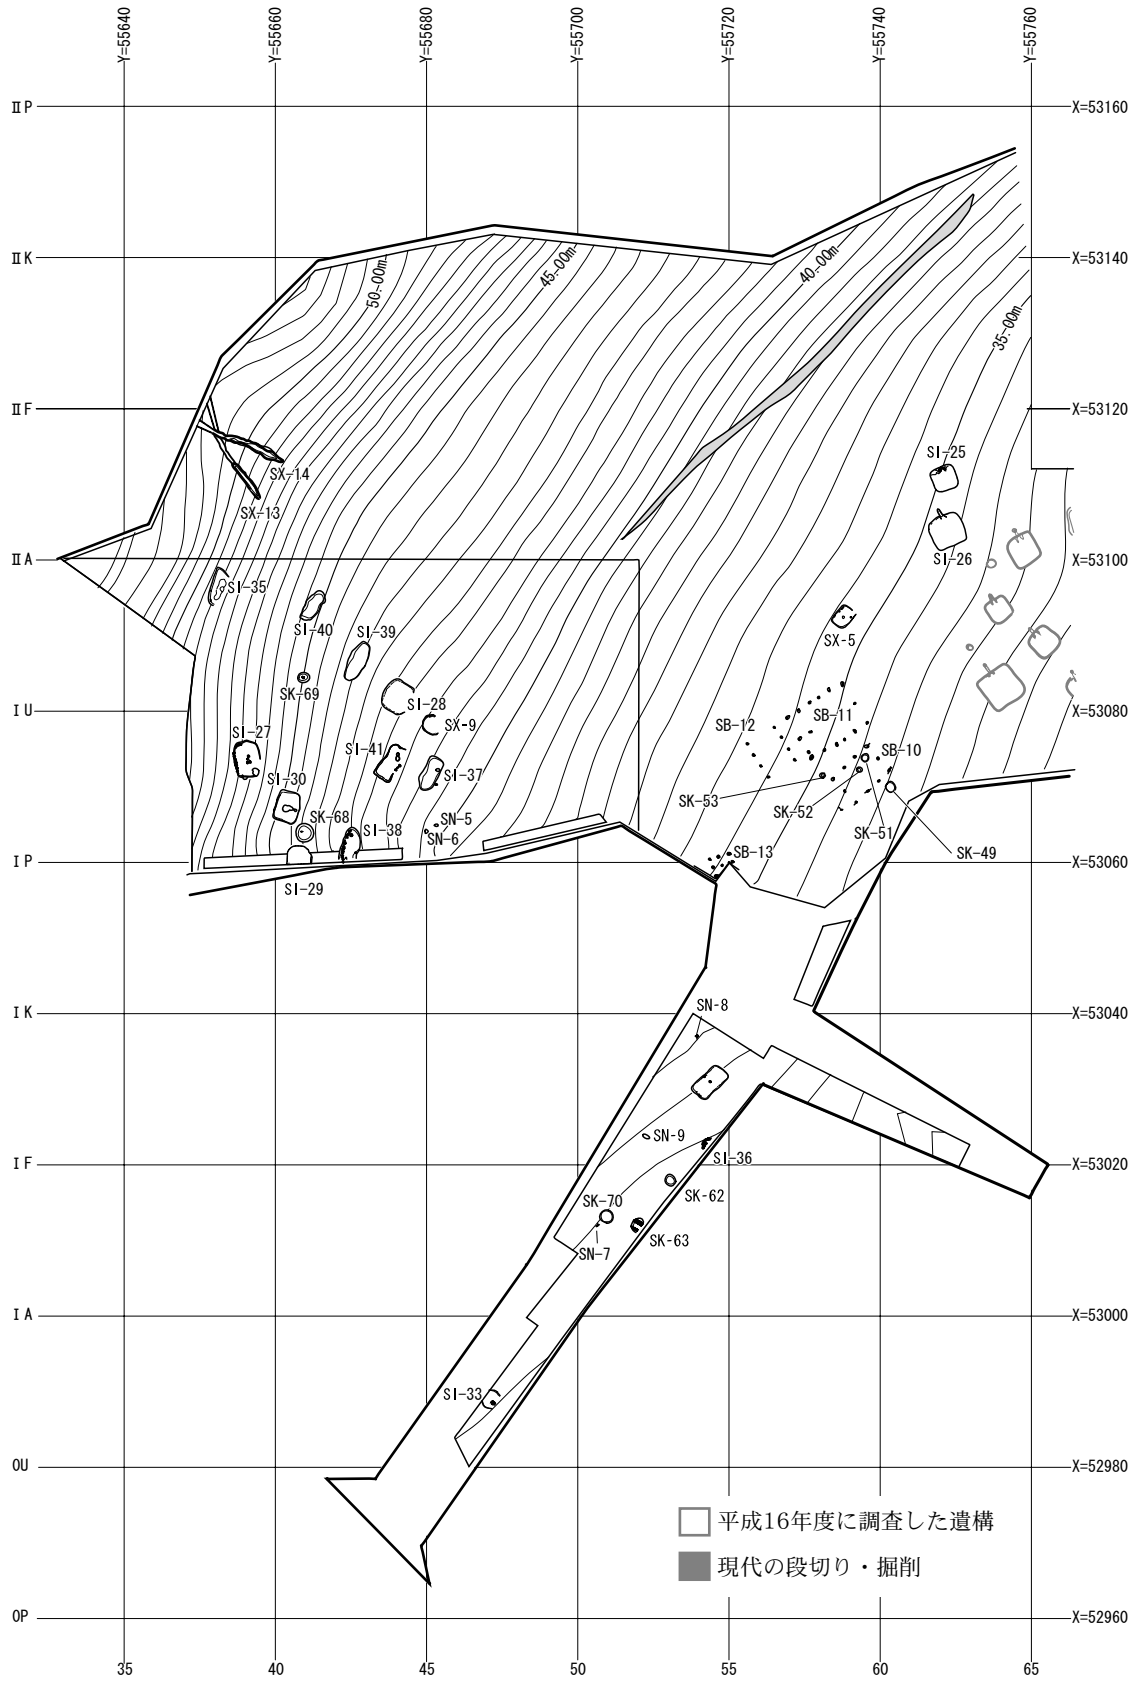 Y=55640
Y=55660
Y=55680
Y=55700
Y=55720
Y=55740
Y=55760
ⅡP
X=53160
ⅡK
X=53140
50.00m
45.00m
40.00m
35.00m
ⅡF
X=53120
SI-25
SX-14
SX-13
ⅡA
X=53100
SI-26
SI-35
SI-40
SI-39
SX-5
SK-69
SI-28
ⅠU
X=53080
SX-9
SB-12
SB-11
SI-27
SI-41
SB-10
SI-30
SI-37
SK-53
SK-52
SK-68
SI-38
SN-5
SN-6
SK-51
SK-49
SB-13
ⅠP
X=53060
SI-29
SN-8
ⅠK
X=53040
SN-9
SI-36
ⅠF
X=53020
SK-70
SK-62
SK-63
SN-7
ⅠA
X=53000
SI-33
0U
X=52980
平成16年度に調査した遺構
現代の段切り・掘削
0P
X=52960
35
40
45
50
55
60
65